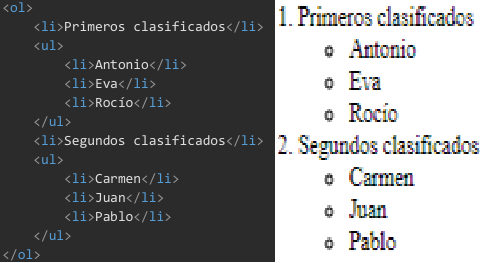 <ol>
<li>Primeros clasificados</li>
<ul>
<li>Antonio</li>
<li>Eva</li>
<li>Rocío</li>
</ul>
<li>Segundos clasificados</li>
<ul>
<li>Carmen</li>
<li>Juan</li>
<li>Pablo</li>
</ul>
</ol>
1. Primeros clasificados
Antonio
Eva
Rocío
2. Segundos clasificados
Carmen
Juan
Pablo